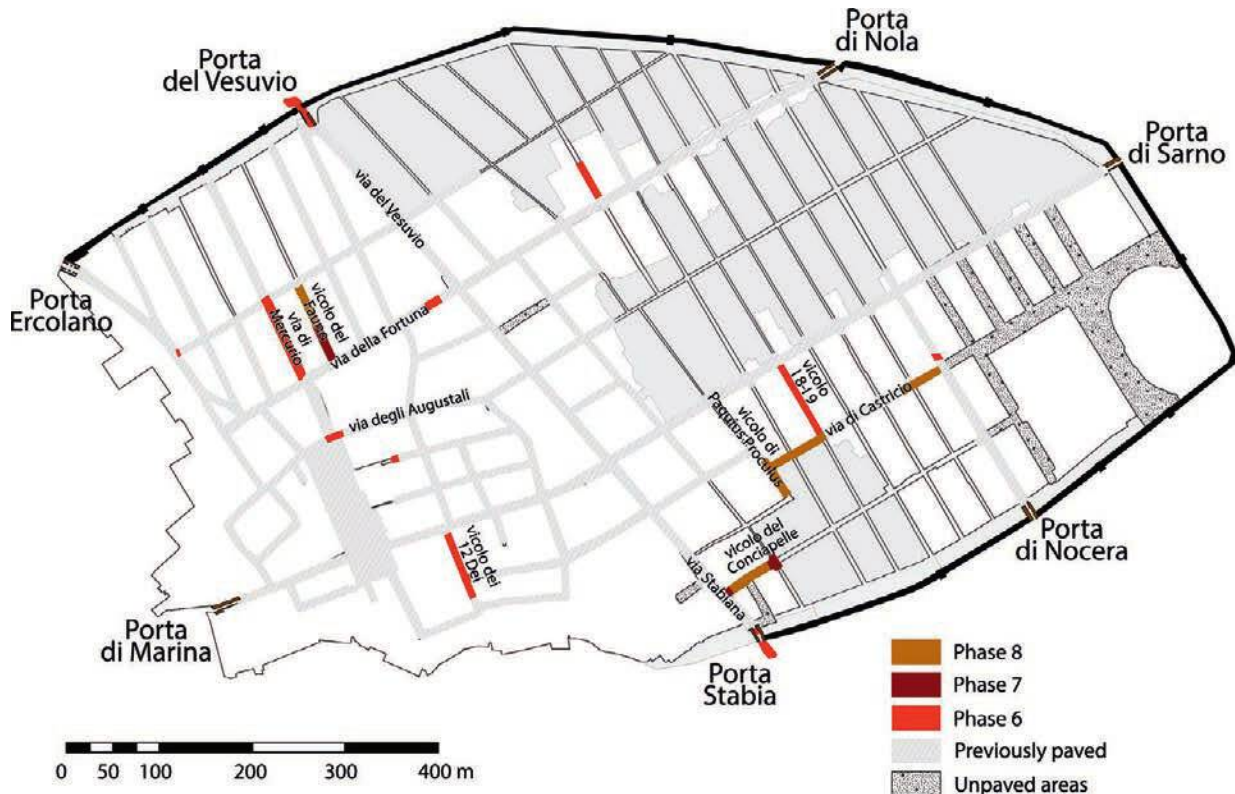 Porta
di Nola
Porta
del Vesuvio
Porta
di Sarno
via del Vesuvio
Porta
Ercolano
vicolo del
Fauno
via di
Mercurio
via della Fortuna
via degli Augustali
vicolo
I 8-I 9
via di Castricio
vicolo di
Paquius Proculus
vicolo dei
12 Dei
vicolo del
Conciapelle
via Stabiana
Porta
di Nocera
Porta
di Marina
Porta
Stabia
Phase 8
Phase 7
Phase 6
Previously paved
Unpaved areas
0 50 100 200 300 400 m